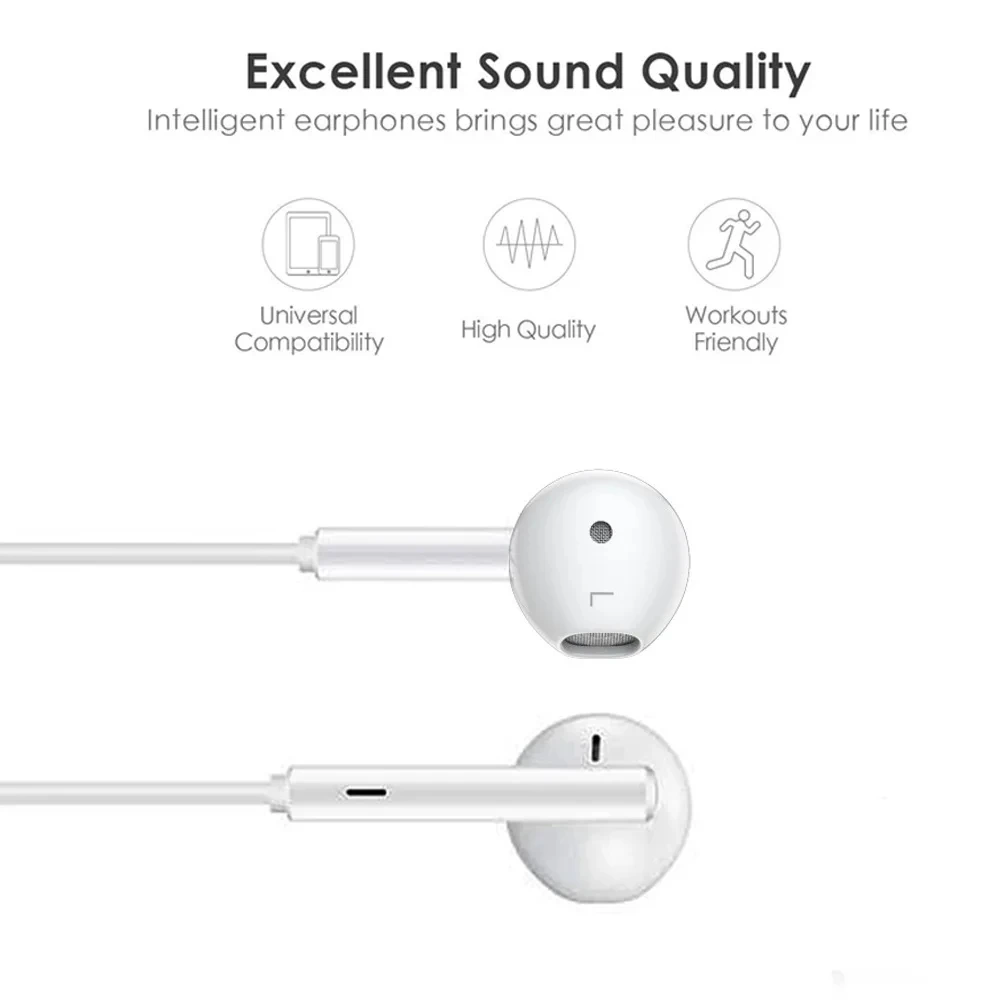 Excellent Sound Quality
Intelligent earphones brings great pleasure to your life
Universal
Compatibility
High Quality
Workouts
Friendly
L